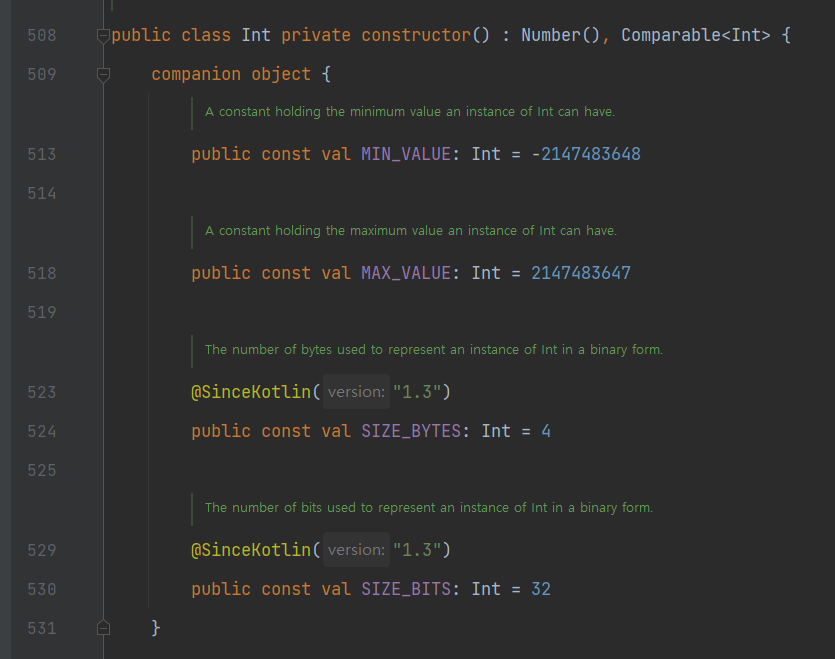 508 public class Int private constructor() : Number(), Comparable<Int> {
509 companion object {
A constant holding the minimum value an instance of Int can have.
513 public const val MIN_VALUE: Int = -2147483648
514
A constant holding the maximum value an instance of Int can have.
518 public const val MAX_VALUE: Int = 2147483647
519
The number of bytes used to represent an instance of Int in a binary form.
523 @SinceKotlin( version: "1.3")
524 public const val SIZE_BYTES: Int = 4
525
The number of bits used to represent an instance of Int in a binary form.
529 @SinceKotlin( version: "1.3")
530 public const val SIZE_BITS: Int = 32
531 }